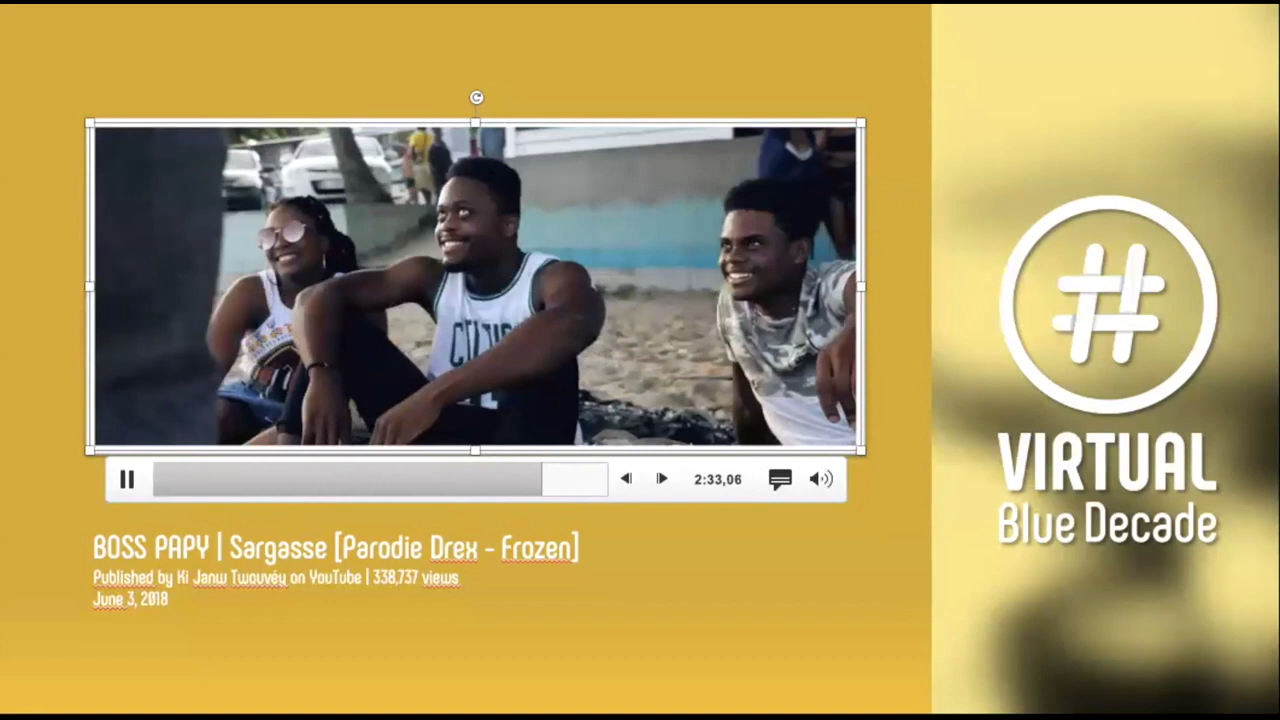 CELTIC
2:33,06
BOSS PAPY | Sargasse [Parodie Drex - Frozen]
Published by Ki Janw Twouvéy on YouTube | 338,737 views
June 3, 2018
#
VIRTUAL
Blue Decade